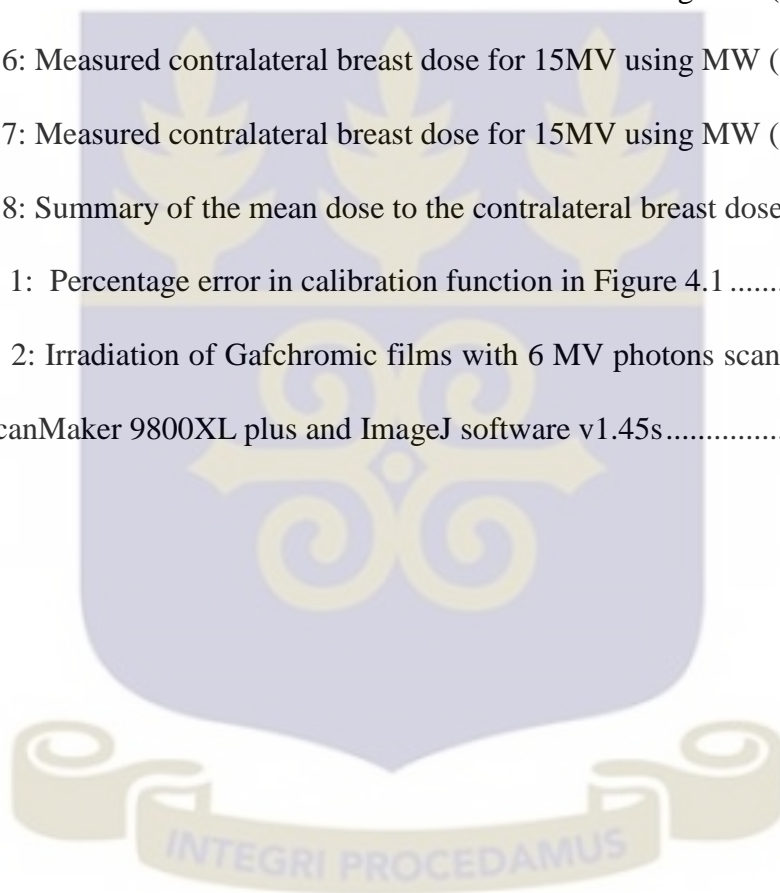 6: Measured contralateral breast dose for 15MV using MW (
7: Measured contralateral breast dose for 15MV using MW (
8: Summary of the mean dose to the contralateral breast dose
1: Percentage error in calibration function in Figure 4.1 .......
2: Irradiation of Gafchromic films with 6 MV photons scan
canMaker 9800XL plus and ImageJ software v1.45s...............
INTEGRI PROCEDAMUS